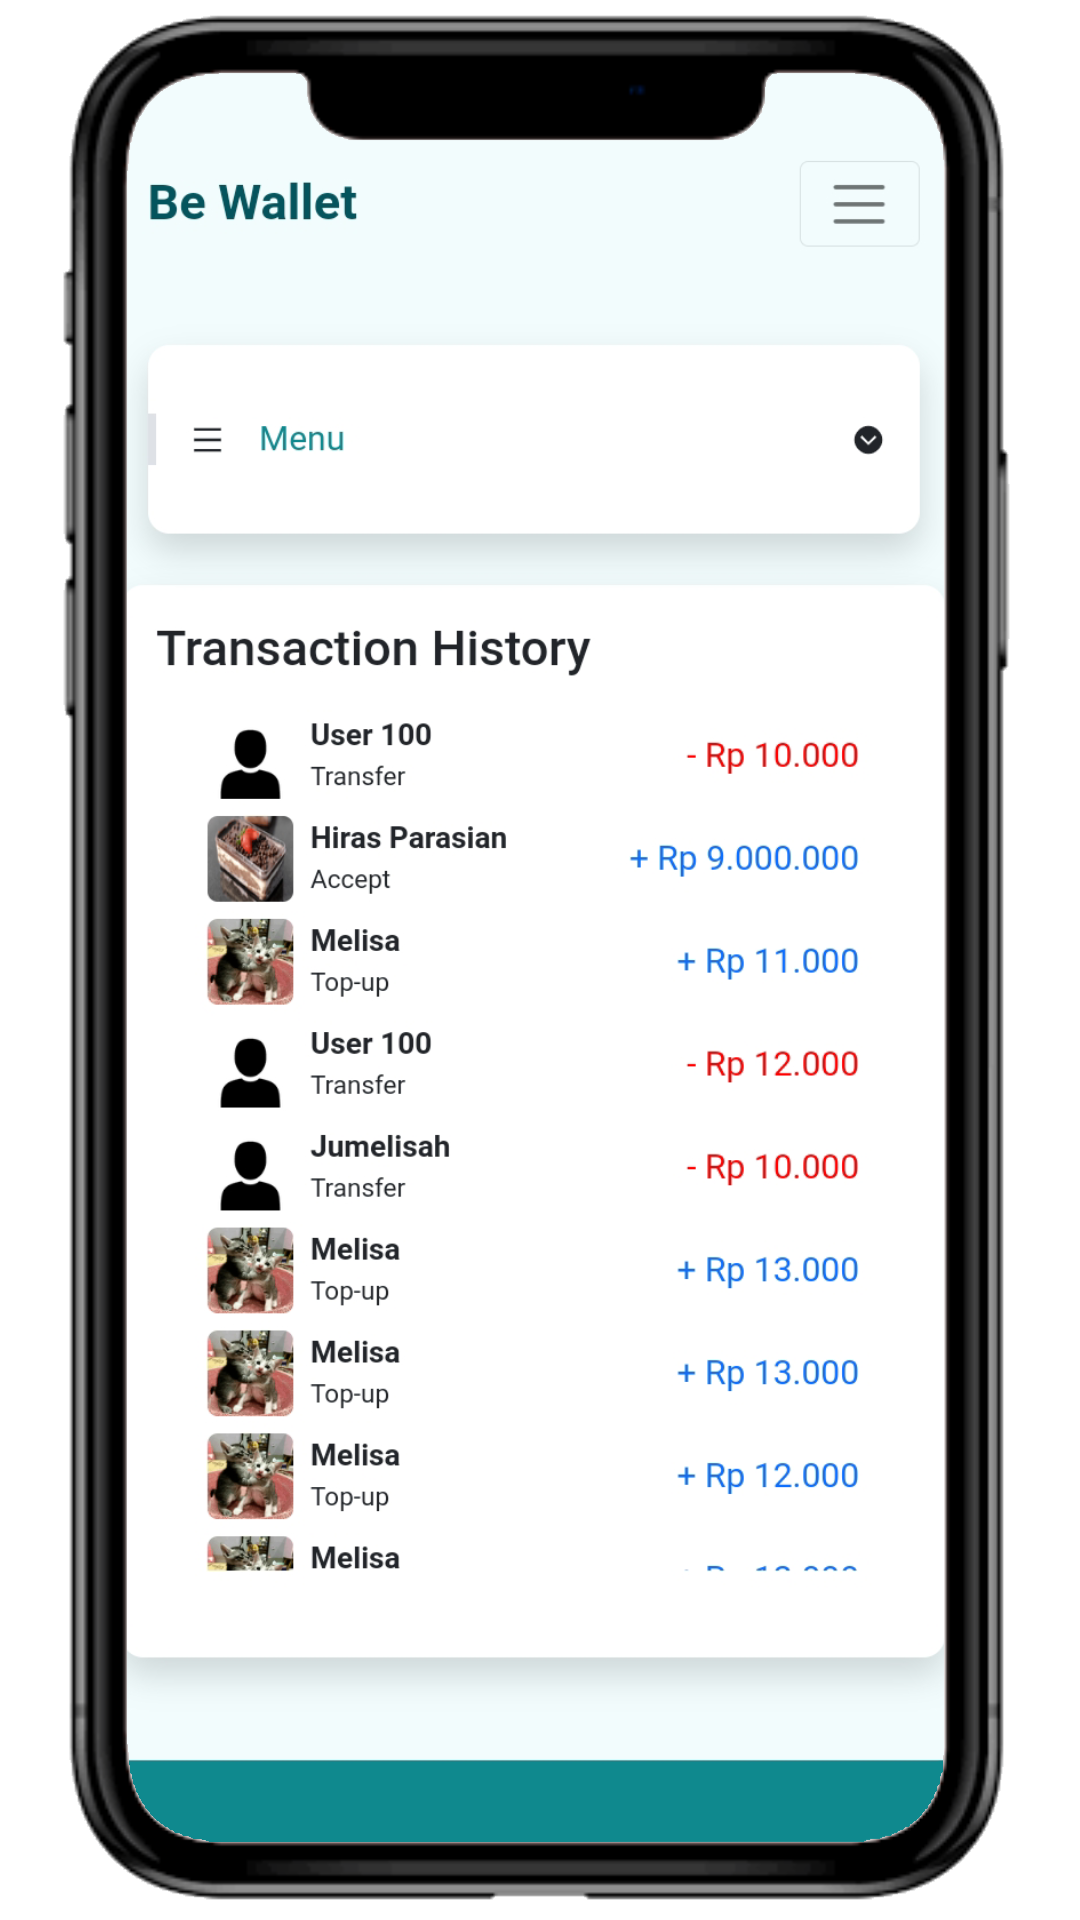 Be Wallet
Menu
Transaction History
User 100
Transfer
- Rp 10.000
Hiras Parasian
Accept
+ Rp 9.000.000
Melisa
Top-up
+ Rp 11.000
User 100
Transfer
- Rp 12.000
Jumelisah
Transfer
- Rp 10.000
Melisa
Top-up
+ Rp 13.000
Melisa
Top-up
+ Rp 13.000
Melisa
Top-up
+ Rp 12.000
Melisa